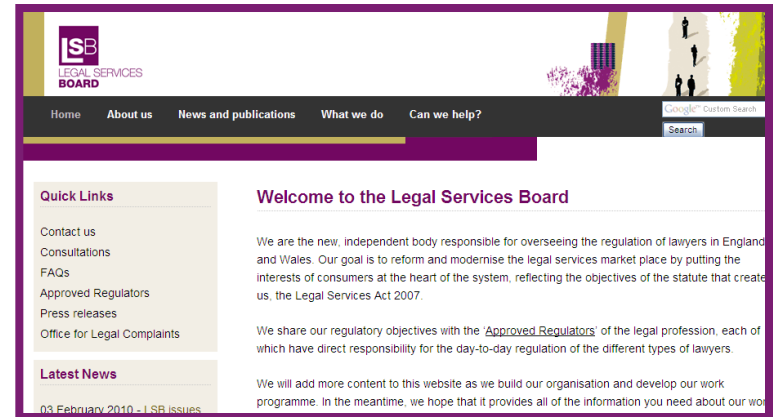 LSB
LEGAL SERVICES
BOARD
Home About us News and publications What we do Can we help?
Google™ Custom Search
Search
Quick Links
Contact us
Consultations
FAQs
Approved Regulators
Press releases
Office for Legal Complaints
Latest News
03 February 2010 - LSB issues
Welcome to the Legal Services Board
We are the new, independent body responsible for overseeing the regulation of lawyers in England
and Wales. Our goal is to reform and modernise the legal services market place by putting the
interests of consumers at the heart of the system, reflecting the objectives of the statute that create
us, the Legal Services Act 2007.
We share our regulatory objectives with the ‘Approved Regulators’ of the legal profession, each of
which have direct responsibility for the day-to-day regulation of the different types of lawyers.
We will add more content to this website as we build our organisation and develop our work
programme. In the meantime, we hope that it provides all of the information you need about our wor